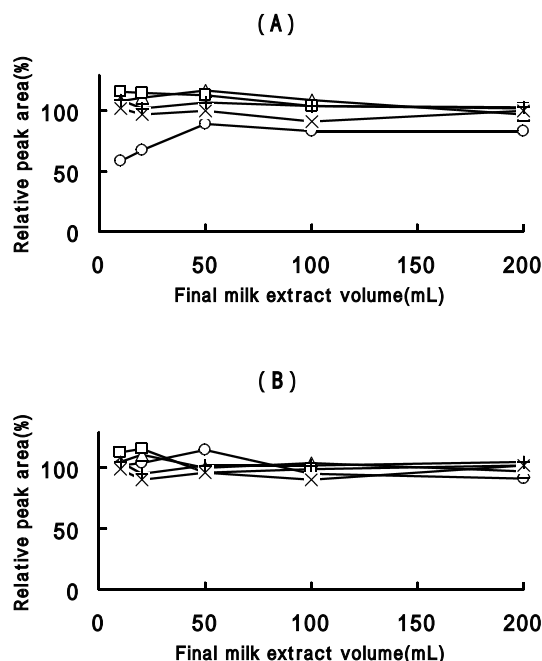 (A)
Relative peak area(%)
100
50
0
0 50 100 150 200
Final milk extract volume(mL)
(B)
Relative peak area(%)
100
50
0
0 50 100 150 200
Final milk extract volume(mL)